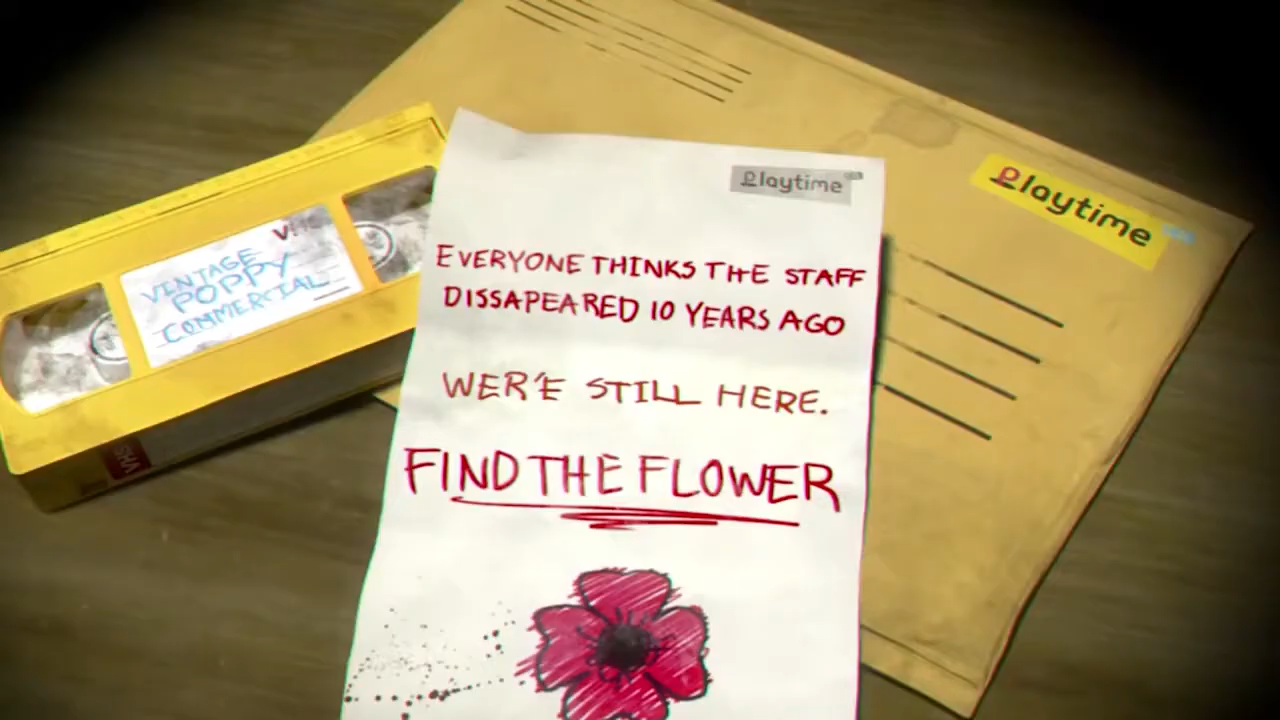 VINTAGE
POPPY
COMMERCIAL
VHS
Playtime
EVERYONE THINKS THE STAFF
DISSAPEARED 10 YEARS AGO
WER'E STILL HERE.
FIND THE FLOWER
Playtime